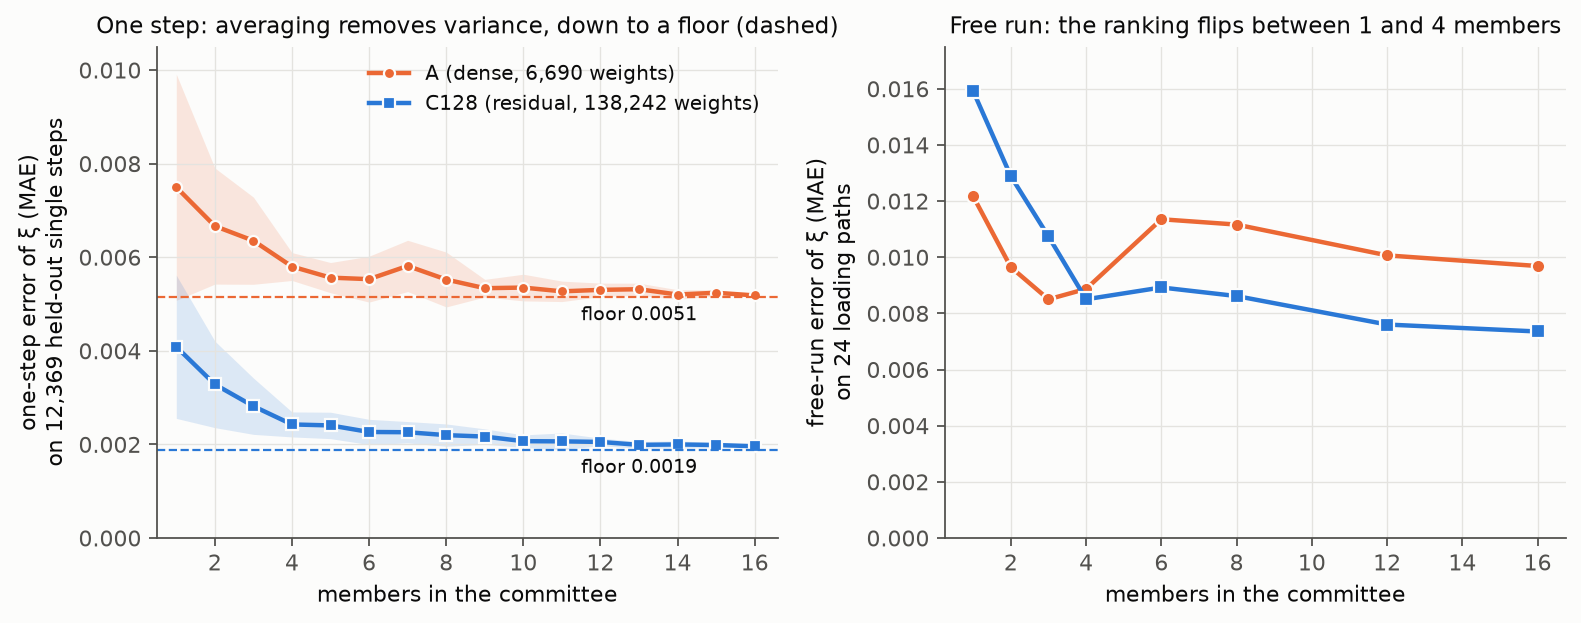 One step: averaging removes variance, down to a floor (dashed)
one-step error of ξ (MAE)
on 12,369 held-out single steps
0.010
0.008
0.006
0.004
0.002
0.000
A (dense, 6,690 weights)
C128 (residual, 138,242 weights)
floor 0.0051
floor 0.0019
2 4 6 8 10 12 14 16
members in the committee
Free run: the ranking flips between 1 and 4 members
free-run error of ξ (MAE)
on 24 loading paths
0.016
0.014
0.012
0.010
0.008
0.006
0.004
0.002
0.000
2 4 6 8 10 12 14 16
members in the committee